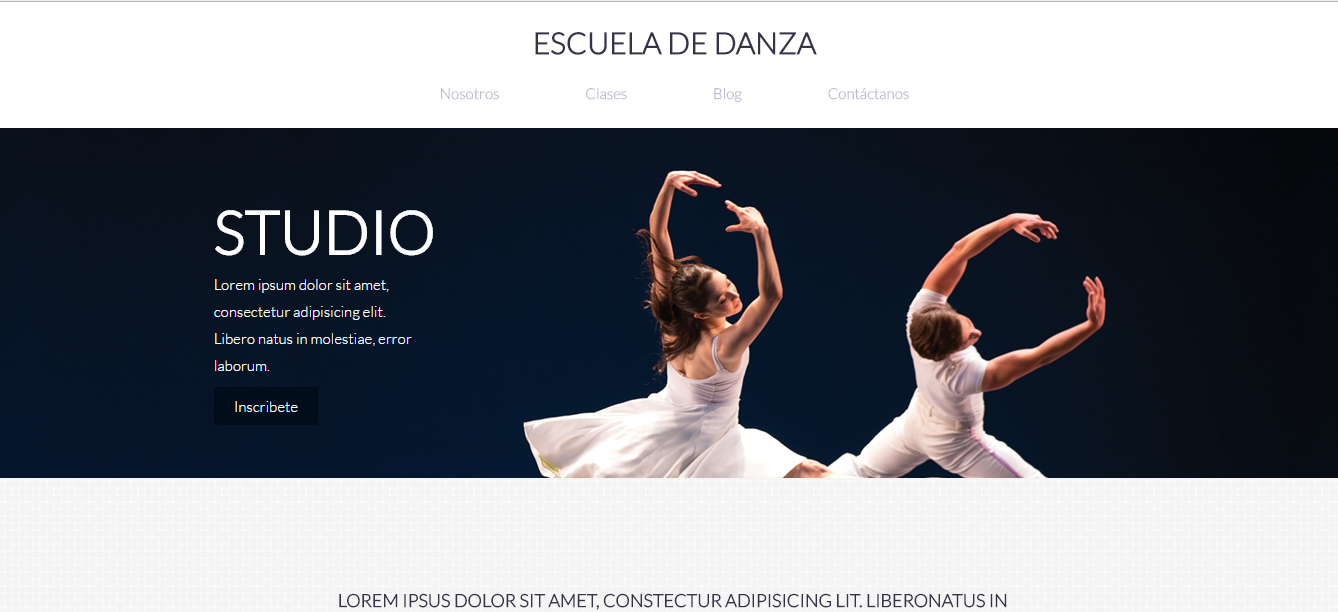 ESCUELA DE DANZA
Nosotros Clases Blog Contáctanos
STUDIO
Lorem ipsum dolor sit amet,
consectetur adipisicing elit.
Libero natus in molestiae, error
laborum.
Inscribete
LOREM IPSUS DOLOR SIT AMET, CONSTECTUR ADIPISICING LIT. LIBERONATUS IN